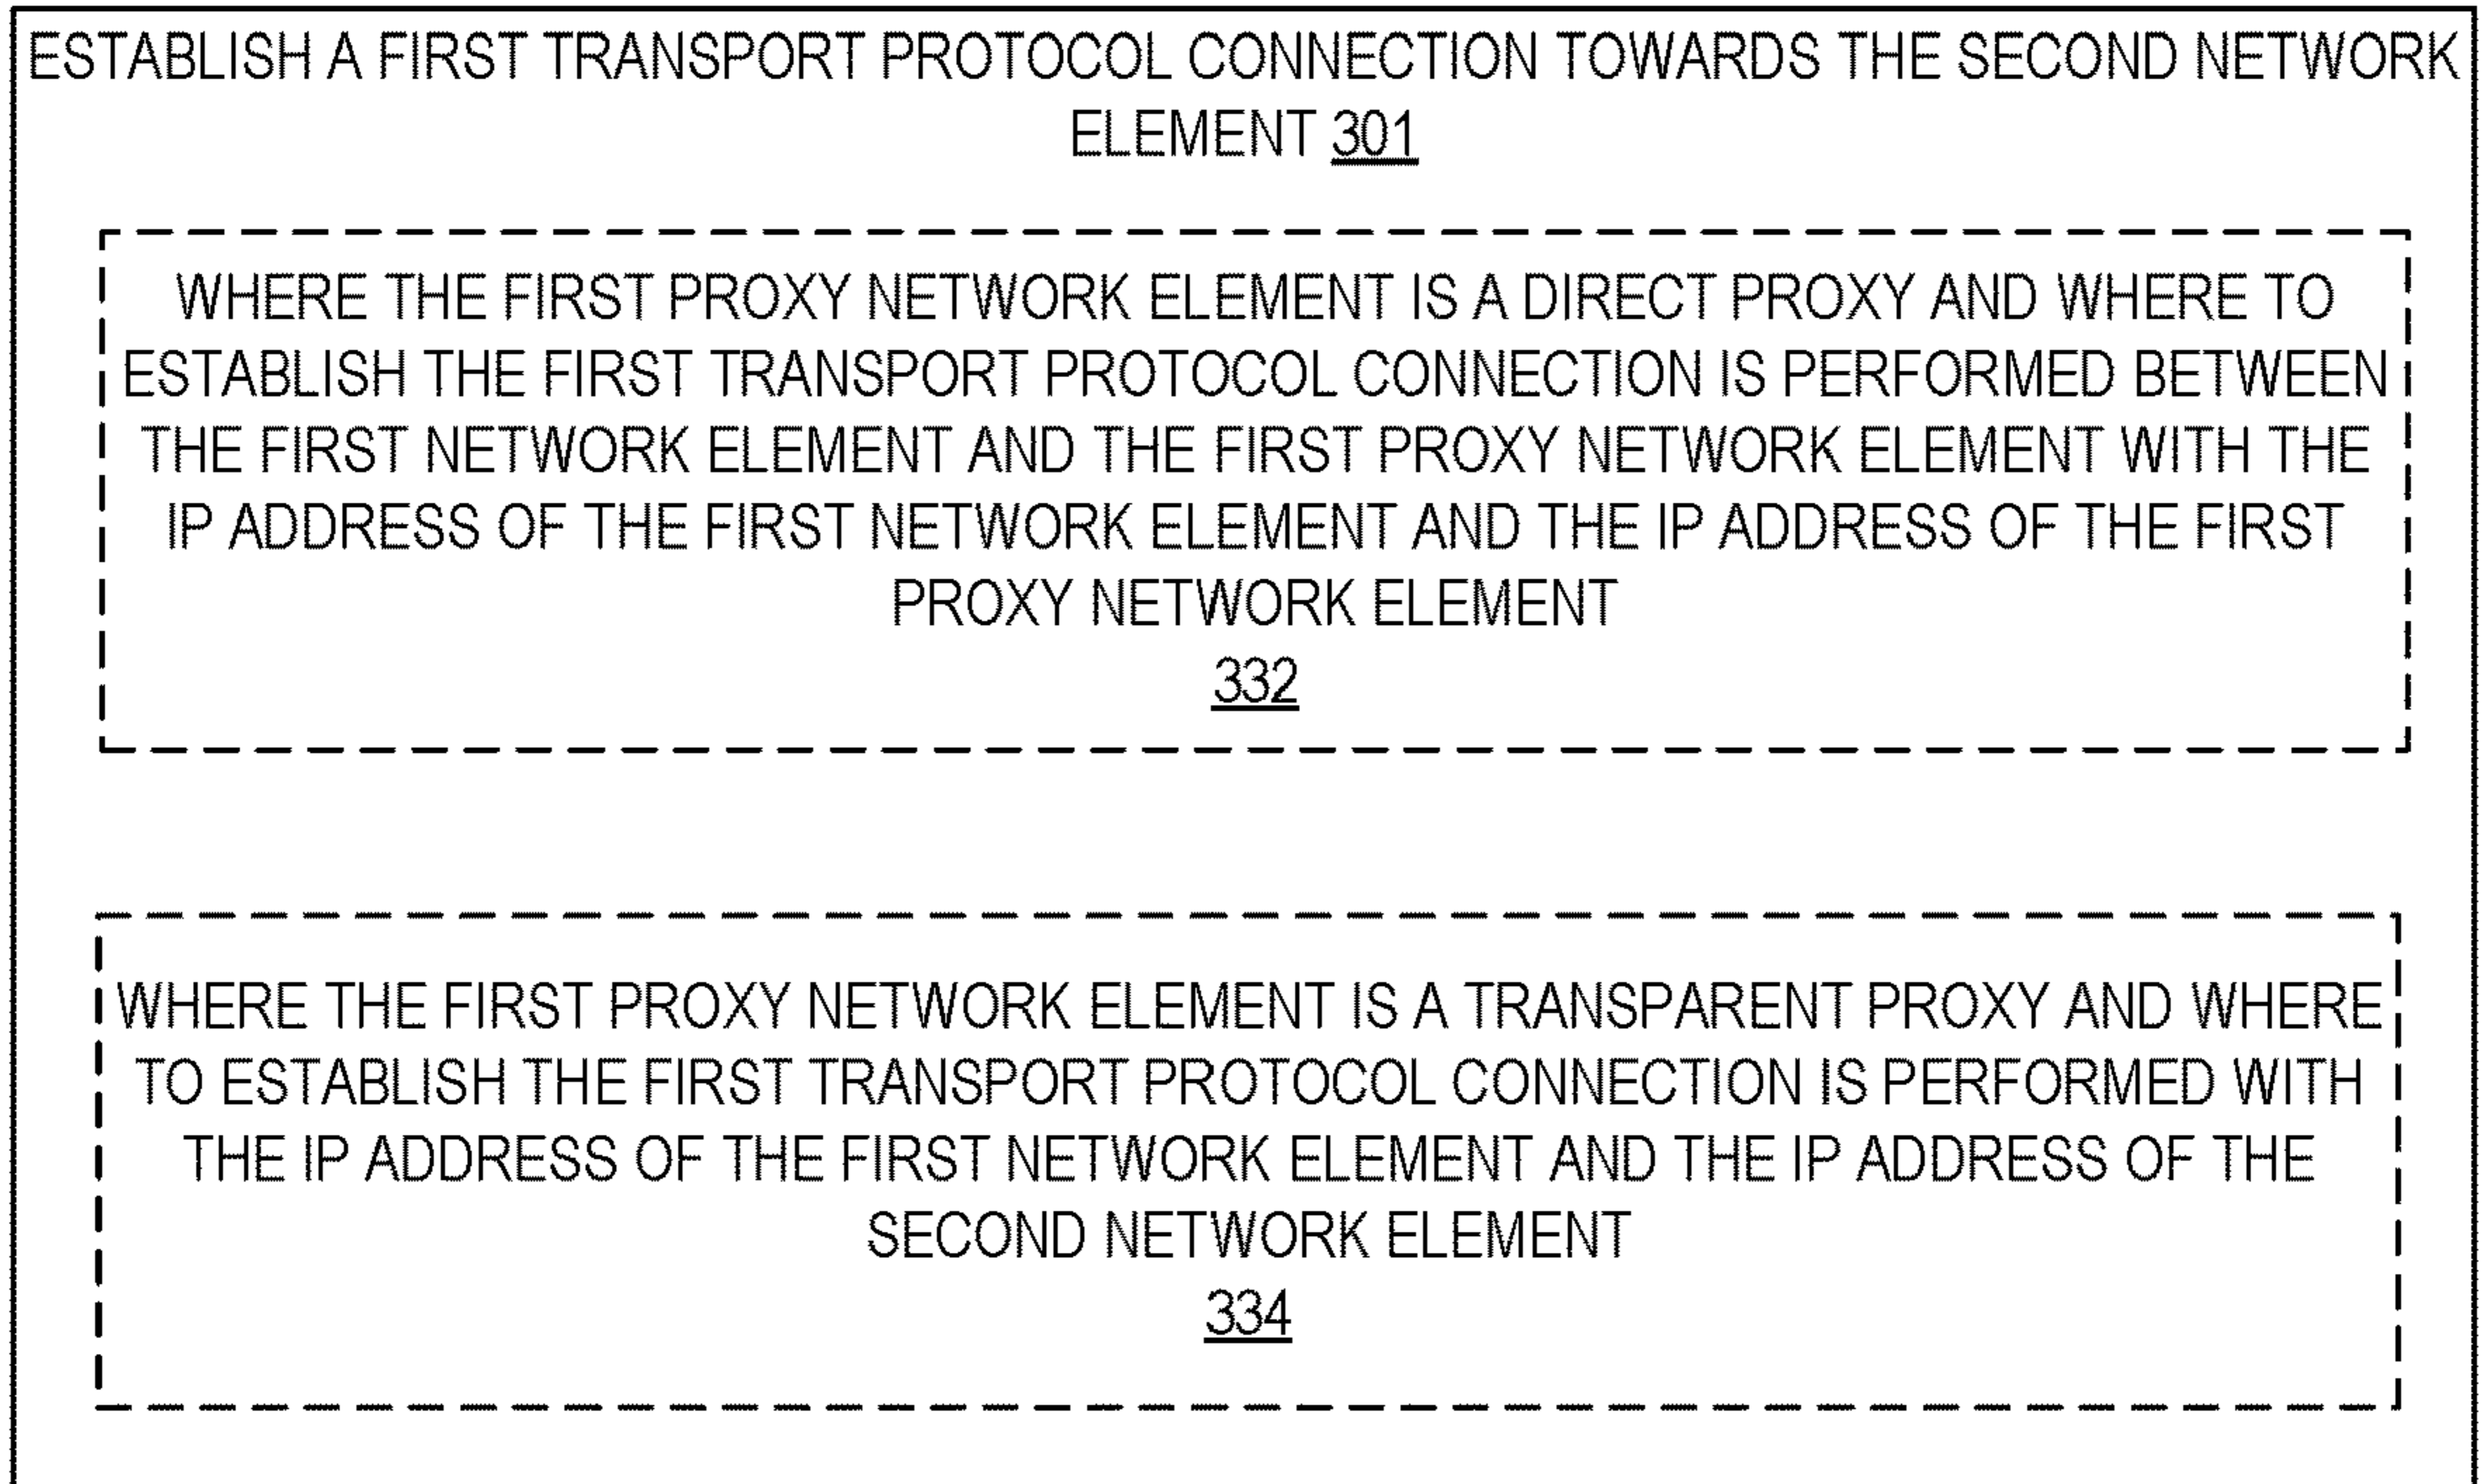 ESTABLISH A FIRST TRANSPORT PROTOCOL CONNECTION TOWARDS THE SECOND NETWORK
ELEMENT 301
WHERE THE FIRST PROXY NETWORK ELEMENT IS A DIRECT PROXY AND WHERE TO
ESTABLISH THE FIRST TRANSPORT PROTOCOL CONNECTION IS PERFORMED BETWEEN
THE FIRST NETWORK ELEMENT AND THE FIRST PROXY NETWORK ELEMENT WITH THE
IP ADDRESS OF THE FIRST NETWORK ELEMENT AND THE IP ADDRESS OF THE FIRST
PROXY NETWORK ELEMENT
332
WHERE THE FIRST PROXY NETWORK ELEMENT IS A TRANSPARENT PROXY AND WHERE
TO ESTABLISH THE FIRST TRANSPORT PROTOCOL CONNECTION IS PERFORMED WITH
THE IP ADDRESS OF THE FIRST NETWORK ELEMENT AND THE IP ADDRESS OF THE
SECOND NETWORK ELEMENT
334